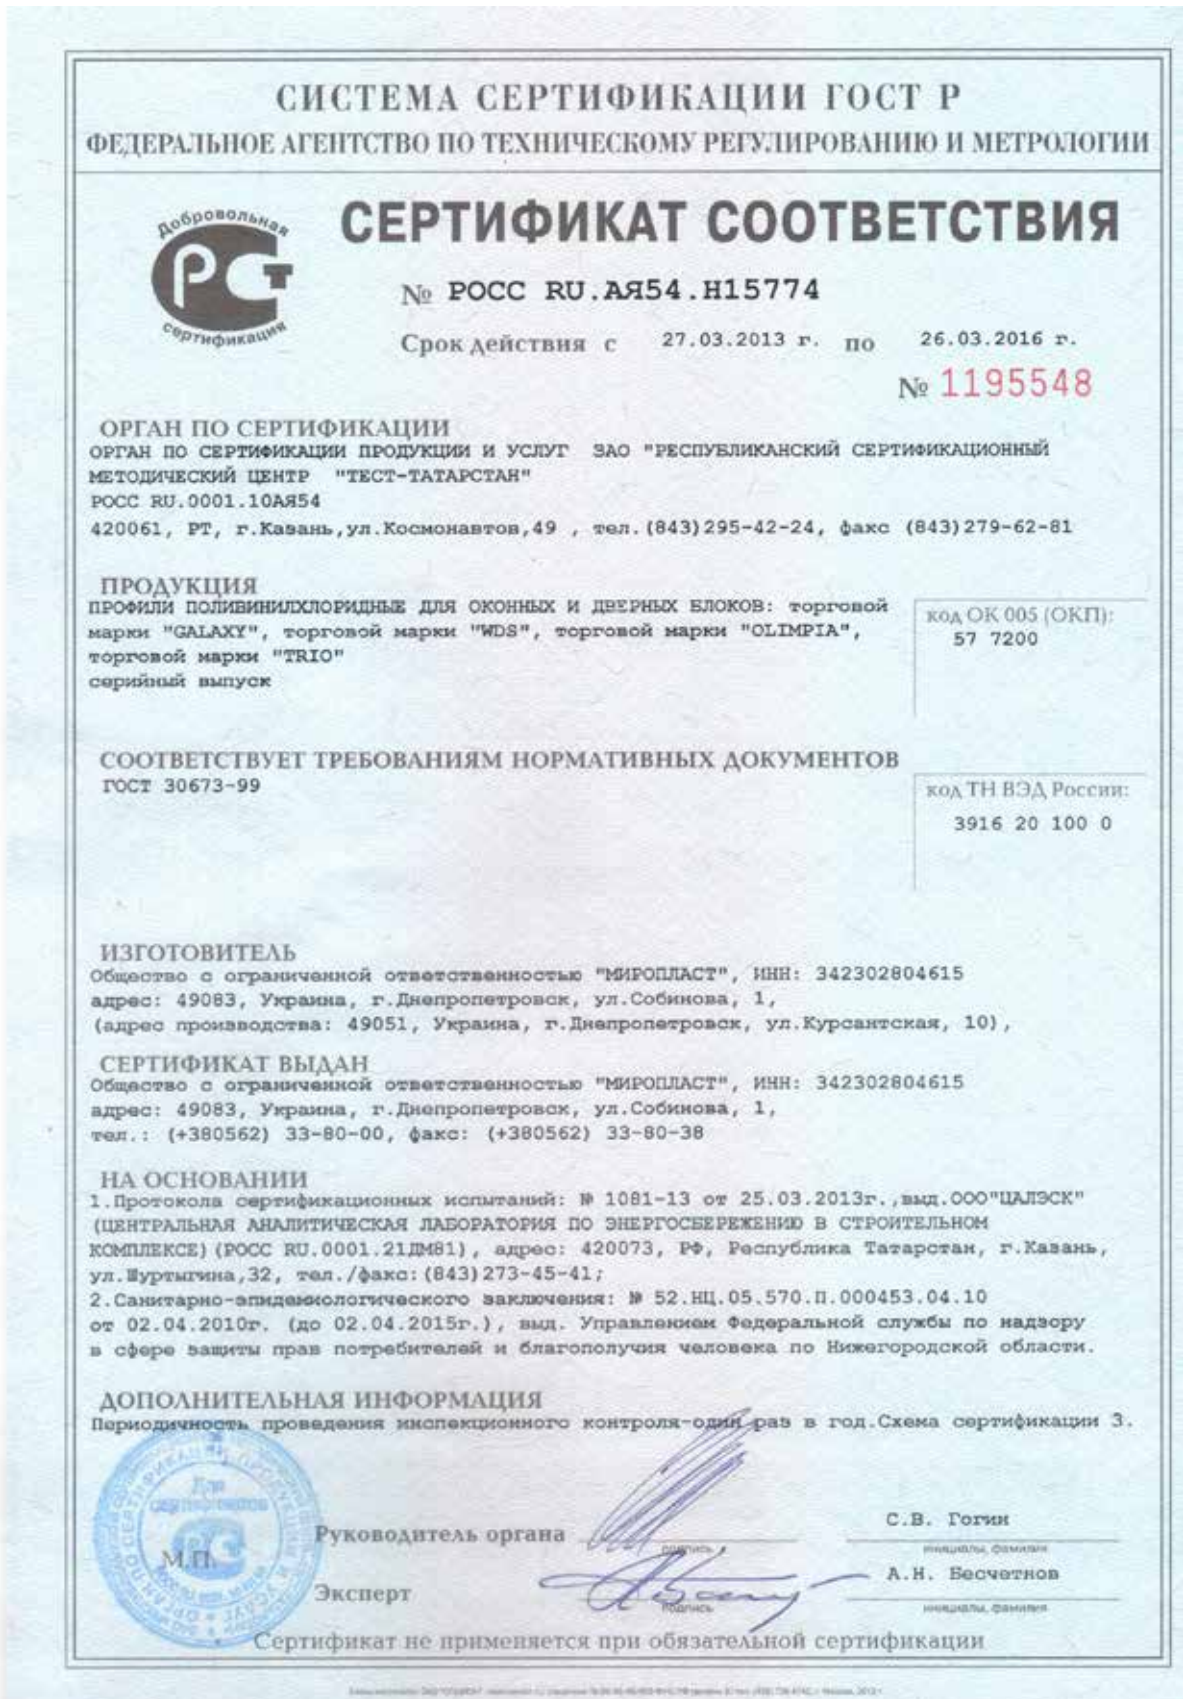 СИСТЕМА СЕРТИФИКАЦИИ ГОСТ Р
ФЕДЕРАЛЬНОЕ АГЕНТСТВО ПО ТЕХНИЧЕСКОМУ РЕГУЛИРОВАНИЮ И МЕТРОЛОГИИ
Добровольная
сертификация
СЕРТИФИКАТ СООТВЕТСТВИЯ
№ РОСС RU.АЯ54.Н15774
Срок действия с 27.03.2013 г. по 26.03.2016 г.
№ 1195548
ОРГАН ПО СЕРТИФИКАЦИИ
ОРГАН ПО СЕРТИФИКАЦИИ ПРОДУКЦИИ И УСЛУГ ЗАО "РЕСПУБЛИКАНСКИЙ СЕРТИФИКАЦИОННЫЙ
МЕТОДИЧЕСКИЙ ЦЕНТР "ТЕСТ-ТАТАРСТАН"
РОСС RU.0001.10АЯ54
420061, РТ, г.Казань,ул.Космонавтов,49 , тел.(843)295-42-24, факс (843)279-62-81
ПРОДУКЦИЯ
ПРОФИЛИ ПОЛИВИНИЛХЛОРИДНЫЕ ДЛЯ ОКОННЫХ И ДВЕРНЫХ БЛОКОВ: торговой
марки "GALAXY", торговой марки "WDS", торговой марки "OLIMPIA",
торговой марки "TRIO"
серийный выпуск
код ОК 005 (ОКП):
57 7200
СООТВЕТСТВУЕТ ТРЕБОВАНИЯМ НОРМАТИВНЫХ ДОКУМЕНТОВ
ГОСТ 30673-99
код ТН ВЭД России:
3916 20 100 0
ИЗГОТОВИТЕЛЬ
Общество с ограниченной ответственностью "МИРОПЛАСТ", ИНН: 342302804615
адрес: 49083, Украина, г.Днепропетровск, ул.Собинова, 1,
(адрес производства: 49051, Украина, г.Днепропетровск, ул.Курсантская, 10),
СЕРТИФИКАТ ВЫДАН
Общество с ограниченной ответственностью "МИРОПЛАСТ", ИНН: 342302804615
адрес: 49083, Украина, г.Днепропетровск, ул.Собинова, 1,
тел.: (+380562) 33-80-00, факс: (+380562) 33-80-38
НА ОСНОВАНИИ
1.Протокола сертификационных испытаний: № 1081-13 от 25.03.2013г.,выд.ООО"ЦАЛЭСК"
(ЦЕНТРАЛЬНАЯ АНАЛИТИЧЕСКАЯ ЛАБОРАТОРИЯ ПО ЭНЕРГОСБЕРЕЖЕНИЮ В СТРОИТЕЛЬНОМ
КОМПЛЕКСЕ)(РОСС RU.0001.21ДМ81), адрес: 420073, РФ, Республика Татарстан, г.Казань,
ул.Шуртыгина,32, тел./факс:(843)273-45-41;
2.Санитарно-эпидемиологического заключения: № 52.НЦ.05.570.П.000453.04.10
от 02.04.2010г. (до 02.04.2015г.), выд. Управлением Федеральной службы по надзору
в сфере защиты прав потребителей и благополучия человека по Нижегородской области.
ДОПОЛНИТЕЛЬНАЯ ИНФОРМАЦИЯ
Периодичность проведения инспекционного контроля-один раз в год.Схема сертификации 3.
Для
сертификатов
М.П.
Руководитель органа
подпись
С.В. Гогин
инициалы, фамилия
Эксперт
подпись
А.Н. Бесчетнов
инициалы, фамилия
Сертификат не применяется при обязательной сертификации